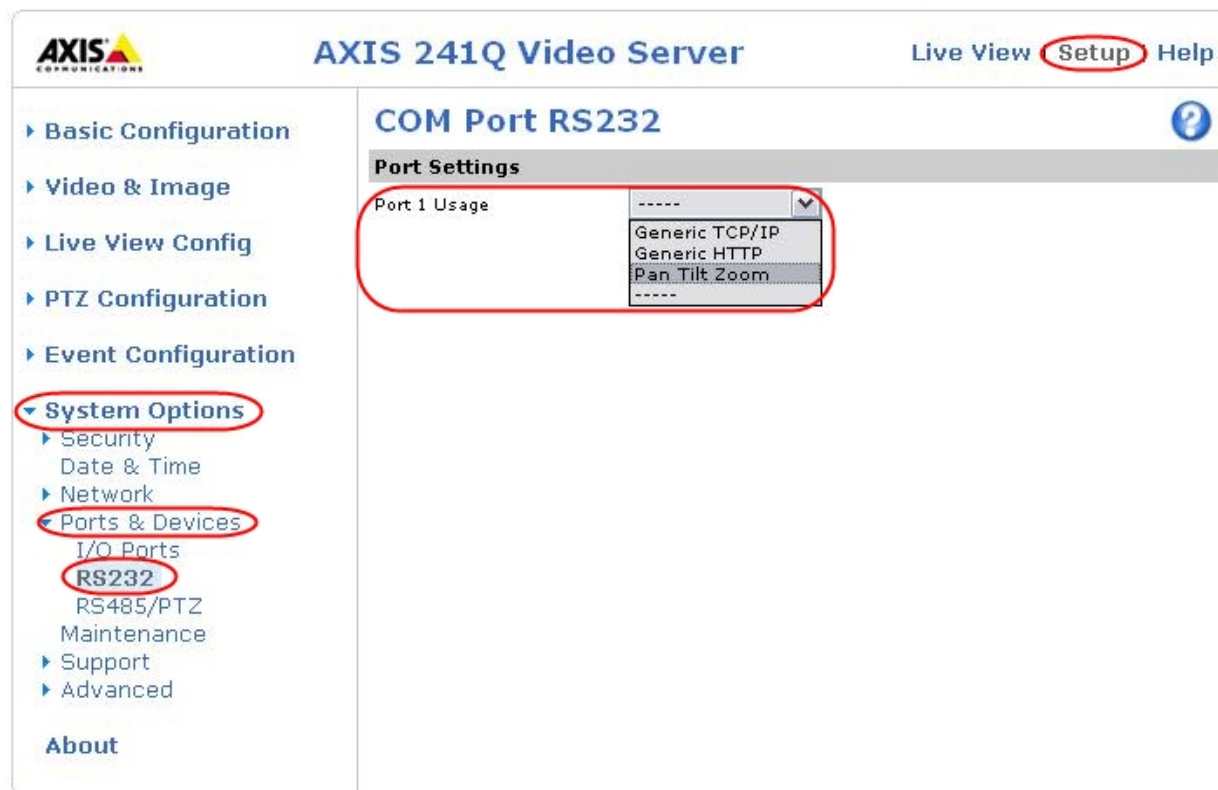 AXIS
COMMUNICATIONS
AXIS 241Q Video Server
Live View | Setup | Help
Basic Configuration
Video & Image
Live View Config
PTZ Configuration
Event Configuration
System Options
Security
Date & Time
Network
Ports & Devices
I/O Ports
RS232
RS485/PTZ
Maintenance
Support
Advanced
About
COM Port RS232
?
Port Settings
Port 1 Usage
-----
Generic TCP/IP
Generic HTTP
Pan Tilt Zoom
-----